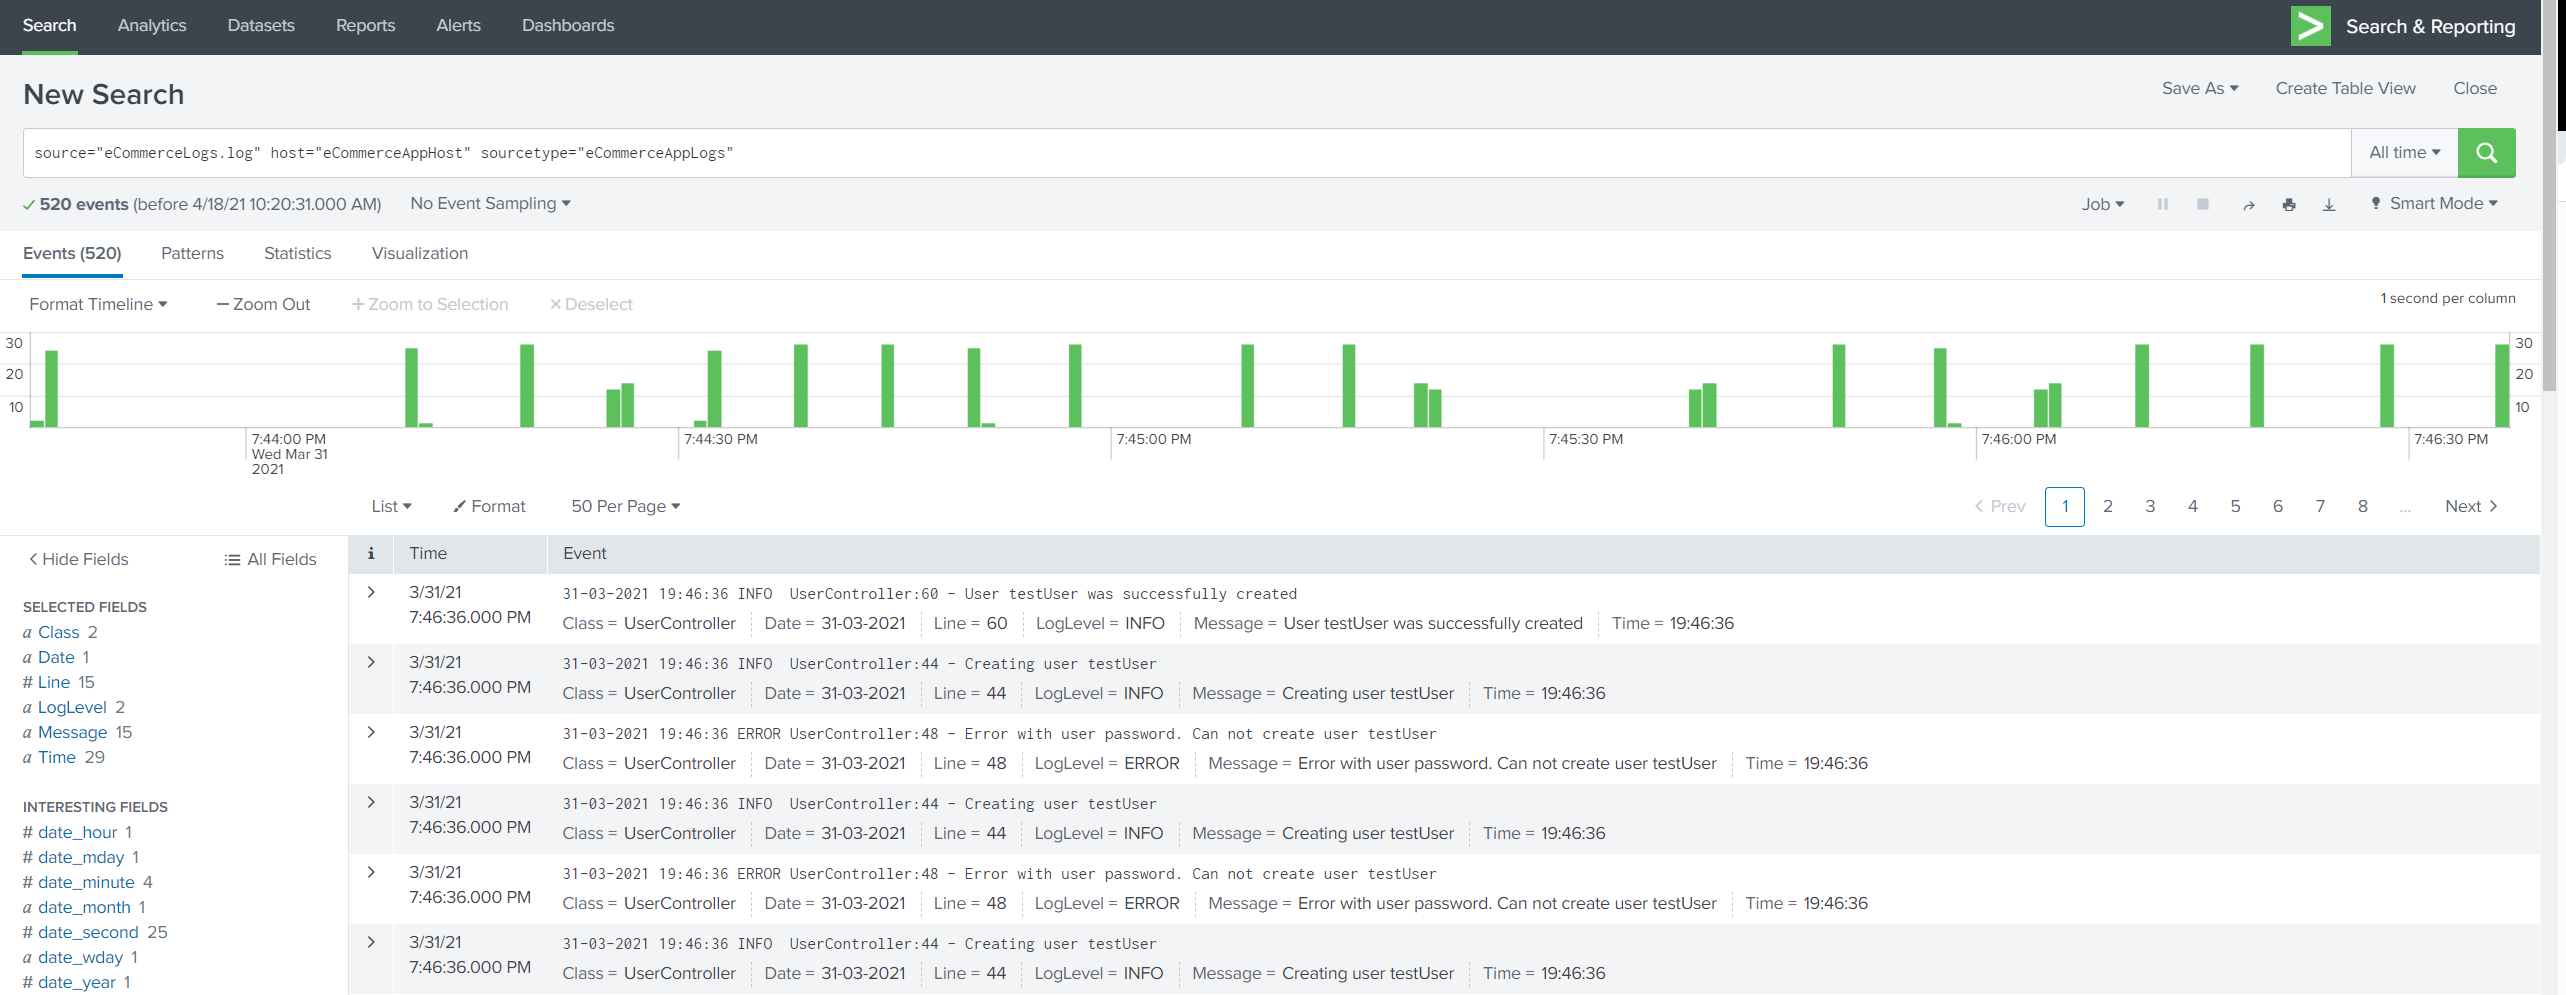 Search Analytics Datasets Reports Alerts Dashboards Search & Reporting
New Search
Save As Create Table View Close
source="eCommerceLogs.log" host="eCommerceAppHost" sourcetype="eCommerceAppLogs" All time
520 events (before 4/18/21 10:20:31.000 AM) No Event Sampling Job Smart Mode
Events (520) Patterns Statistics Visualization
Format Timeline — Zoom Out + Zoom to Selection × Deselect 1 second per column
30 30
20 20
10 10
7:44:00 PM 7:44:30 PM 7:45:00 PM 7:45:30 PM 7:46:00 PM 7:46:30 PM
Wed Mar 31
2021
List Format 50 Per Page < Prev 1 2 3 4 5 6 7 8 ... Next >
< Hide Fields All Fields
SELECTED FIELDS
a Class 2
a Date 1
# Line 15
a LogLevel 2
a Message 15
a Time 29
INTERESTING FIELDS
# date_hour 1
# date_mday 1
# date_minute 4
a date_month 1
# date_second 25
a date_wday 1
# date_year 1
i Time Event
> 3/31/21 31-03-2021 19:46:36 INFO  UserController:60 - User testUser was successfully created
7:46:36.000 PM Class = UserController Date = 31-03-2021 Line = 60 LogLevel = INFO Message = User testUser was successfully created Time = 19:46:36
> 3/31/21 31-03-2021 19:46:36 INFO  UserController:44 - Creating user testUser
7:46:36.000 PM Class = UserController Date = 31-03-2021 Line = 44 LogLevel = INFO Message = Creating user testUser Time = 19:46:36
> 3/31/21 31-03-2021 19:46:36 ERROR UserController:48 - Error with user password. Can not create user testUser
7:46:36.000 PM Class = UserController Date = 31-03-2021 Line = 48 LogLevel = ERROR Message = Error with user password. Can not create user testUser Time = 19:46:36
> 3/31/21 31-03-2021 19:46:36 INFO  UserController:44 - Creating user testUser
7:46:36.000 PM Class = UserController Date = 31-03-2021 Line = 44 LogLevel = INFO Message = Creating user testUser Time = 19:46:36
> 3/31/21 31-03-2021 19:46:36 ERROR UserController:48 - Error with user password. Can not create user testUser
7:46:36.000 PM Class = UserController Date = 31-03-2021 Line = 48 LogLevel = ERROR Message = Error with user password. Can not create user testUser Time = 19:46:36
> 3/31/21 31-03-2021 19:46:36 INFO  UserController:44 - Creating user testUser
7:46:36.000 PM Class = UserController Date = 31-03-2021 Line = 44 LogLevel = INFO Message = Creating user testUser Time = 19:46:36